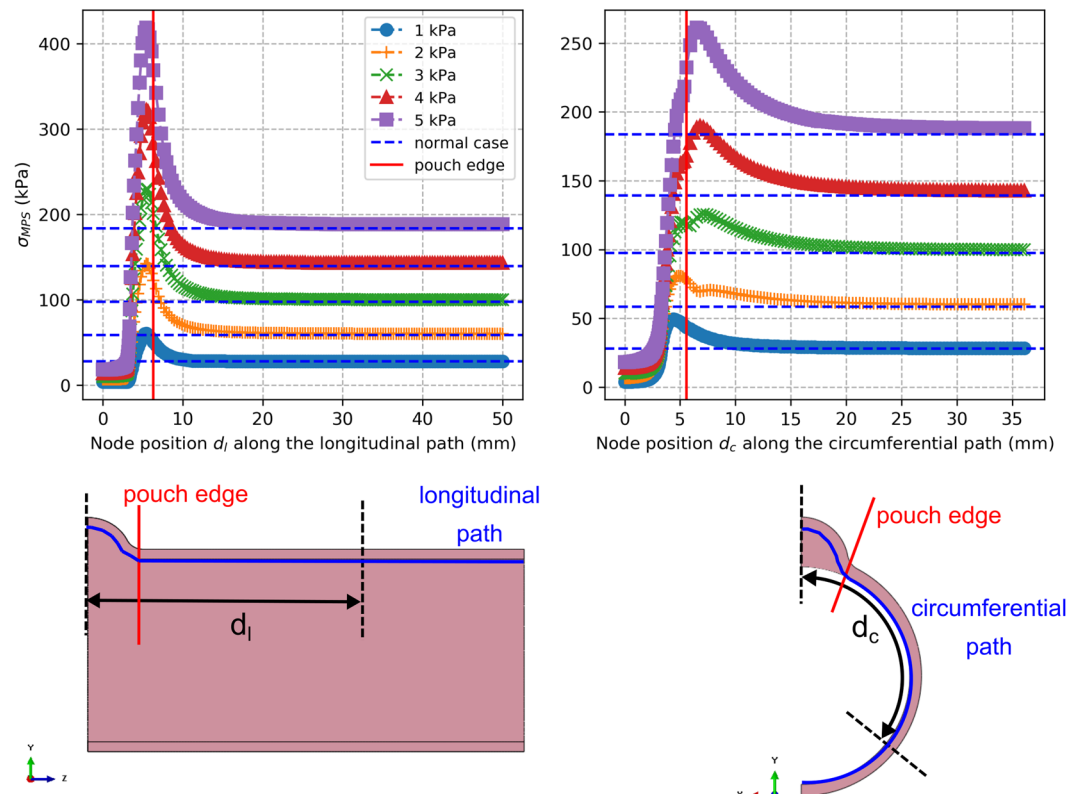 σMPS (kPa)
400
300
200
100
0
1 kPa
2 kPa
3 kPa
4 kPa
5 kPa
normal case
pouch edge
0 10 20 30 40 50
Node position dl along the longitudinal path (mm)
250
200
150
100
50
0
0 5 10 15 20 25 30 35
Node position dc along the circumferential path (mm)
pouch edge
longitudinal
path
dl
Y
Z
pouch edge
circumferential
path
dc
Y
X